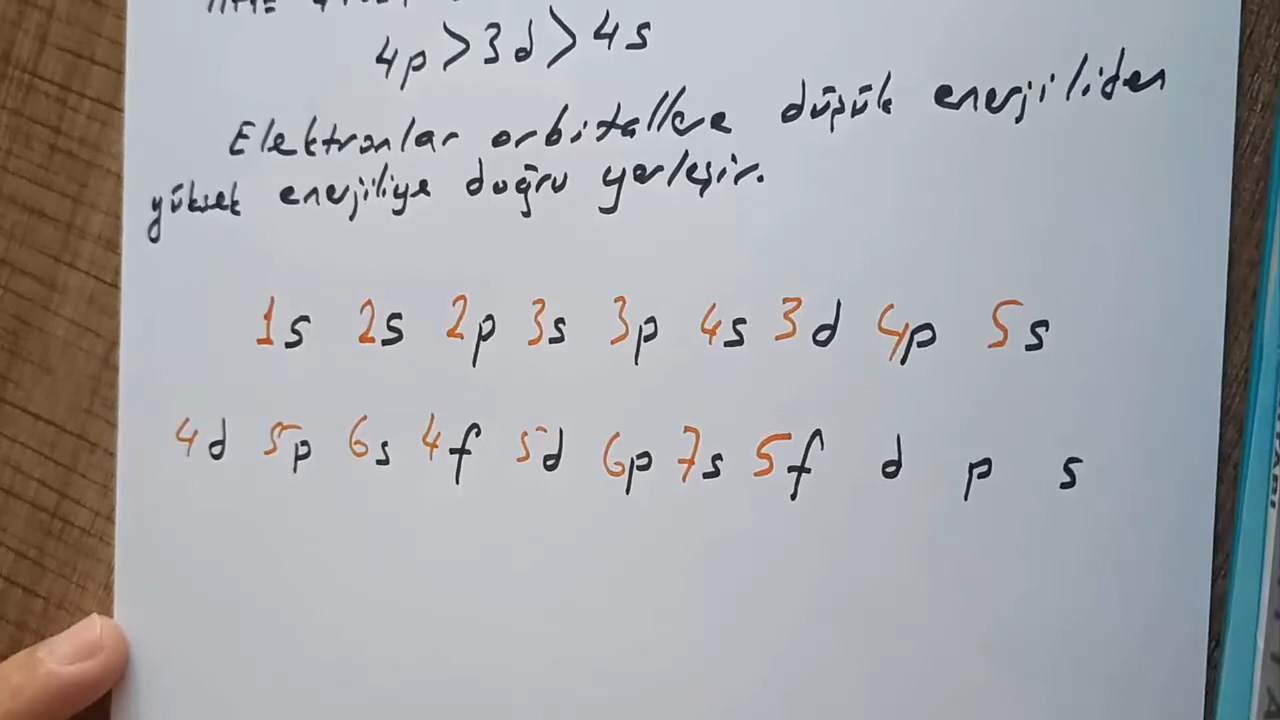 4p > 3d > 4s
Elektronlar orbitallere düşük enerjiliden
yüksek enerjiliye doğru yerleşir.
1s 2s 2p 3s 3p 4s 3d 4p 5s
4d 5p 6s 4f 5d 6p 7s 5f d p s